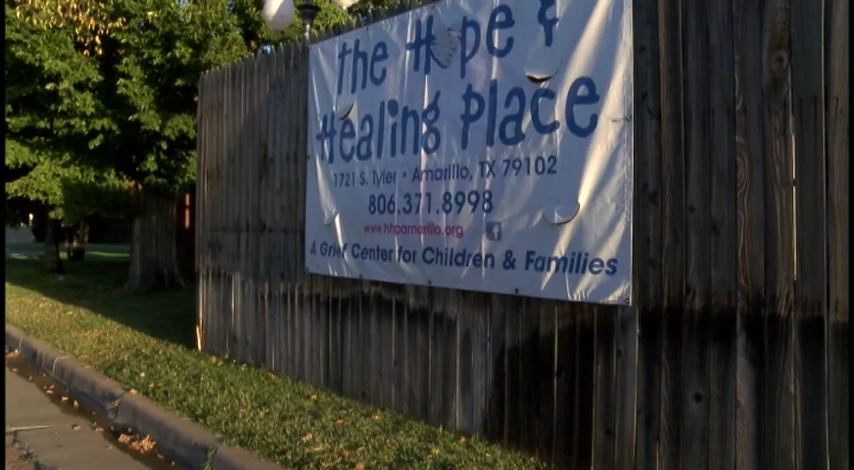 the Hope &
Healing Place
1721 S. Tyler • Amarillo, TX 79102
806.371.8998
www.hhpamarillo.org f
A Grief Center for Children & Families